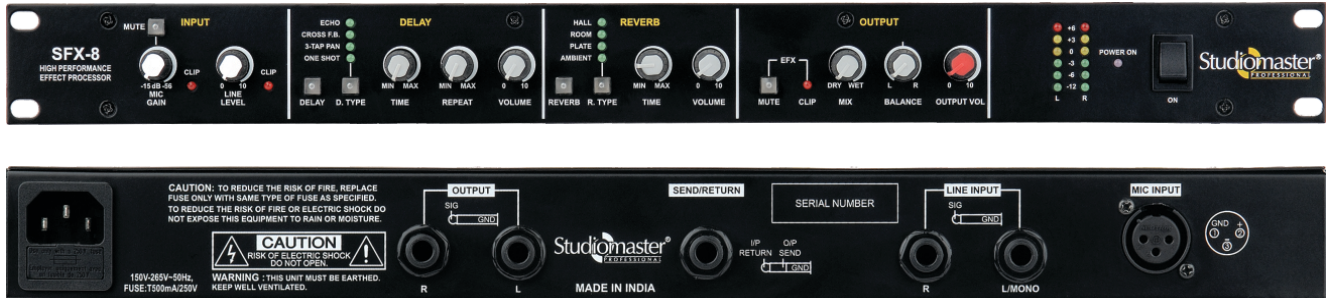 INPUT
MUTE
SFX-8
HIGH PERFORMANCE
EFFECT PROCESSOR
CLIP
CLIP
-15 dB -56
MIC
GAIN
0 10
LINE
LEVEL
DELAY
ECHO
CROSS F.B.
3-TAP PAN
ONE SHOT
DELAY
D. TYPE
MIN MAX
TIME
MIN MAX
REPEAT
0 10
VOLUME
REVERB
HALL
ROOM
PLATE
AMBIENT
REVERB
R. TYPE
MIN MAX
TIME
0 10
VOLUME
OUTPUT
EFX
MUTE
CLIP
DRY WET
MIX
L R
BALANCE
0 10
OUTPUT VOL
+6
+3
0
-3
-6
-12
L R
POWER ON
ON
Studiomaster®
PROFESSIONAL
CAUTION: TO REDUCE THE RISK OF FIRE, REPLACE
FUSE ONLY WITH SAME TYPE OF FUSE AS SPECIFIED.
TO REDUCE THE RISK OF FIRE OR ELECTRIC SHOCK DO
NOT EXPOSE THIS EQUIPMENT TO RAIN OR MOISTURE.
CAUTION
RISK OF ELECTRIC SHOCK
DO NOT OPEN.
150V-265V~50Hz,
FUSE:T500mA/250V
WARNING : THIS UNIT MUST BE EARTHED.
KEEP WELL VENTILATED.
OUTPUT
SIG
GND
R
L
Studiomaster®
PROFESSIONAL
MADE IN INDIA
SEND/RETURN
I/P O/P
RETURN SEND
GND
SERIAL NUMBER
LINE INPUT
SIG
GND
R
L/MONO
MIC INPUT
GND +
1 2
3